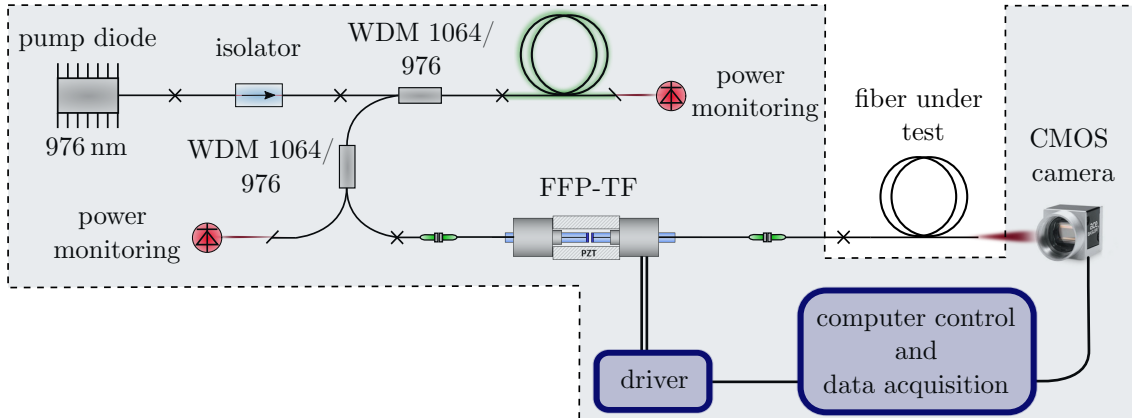 pump diode
976 nm
isolator
WDM 1064/
976
power
monitoring
WDM 1064/
976
power
monitoring
FFP-TF
PZT
fiber under
test
CMOS
camera
driver
computer control
and
data acquisition